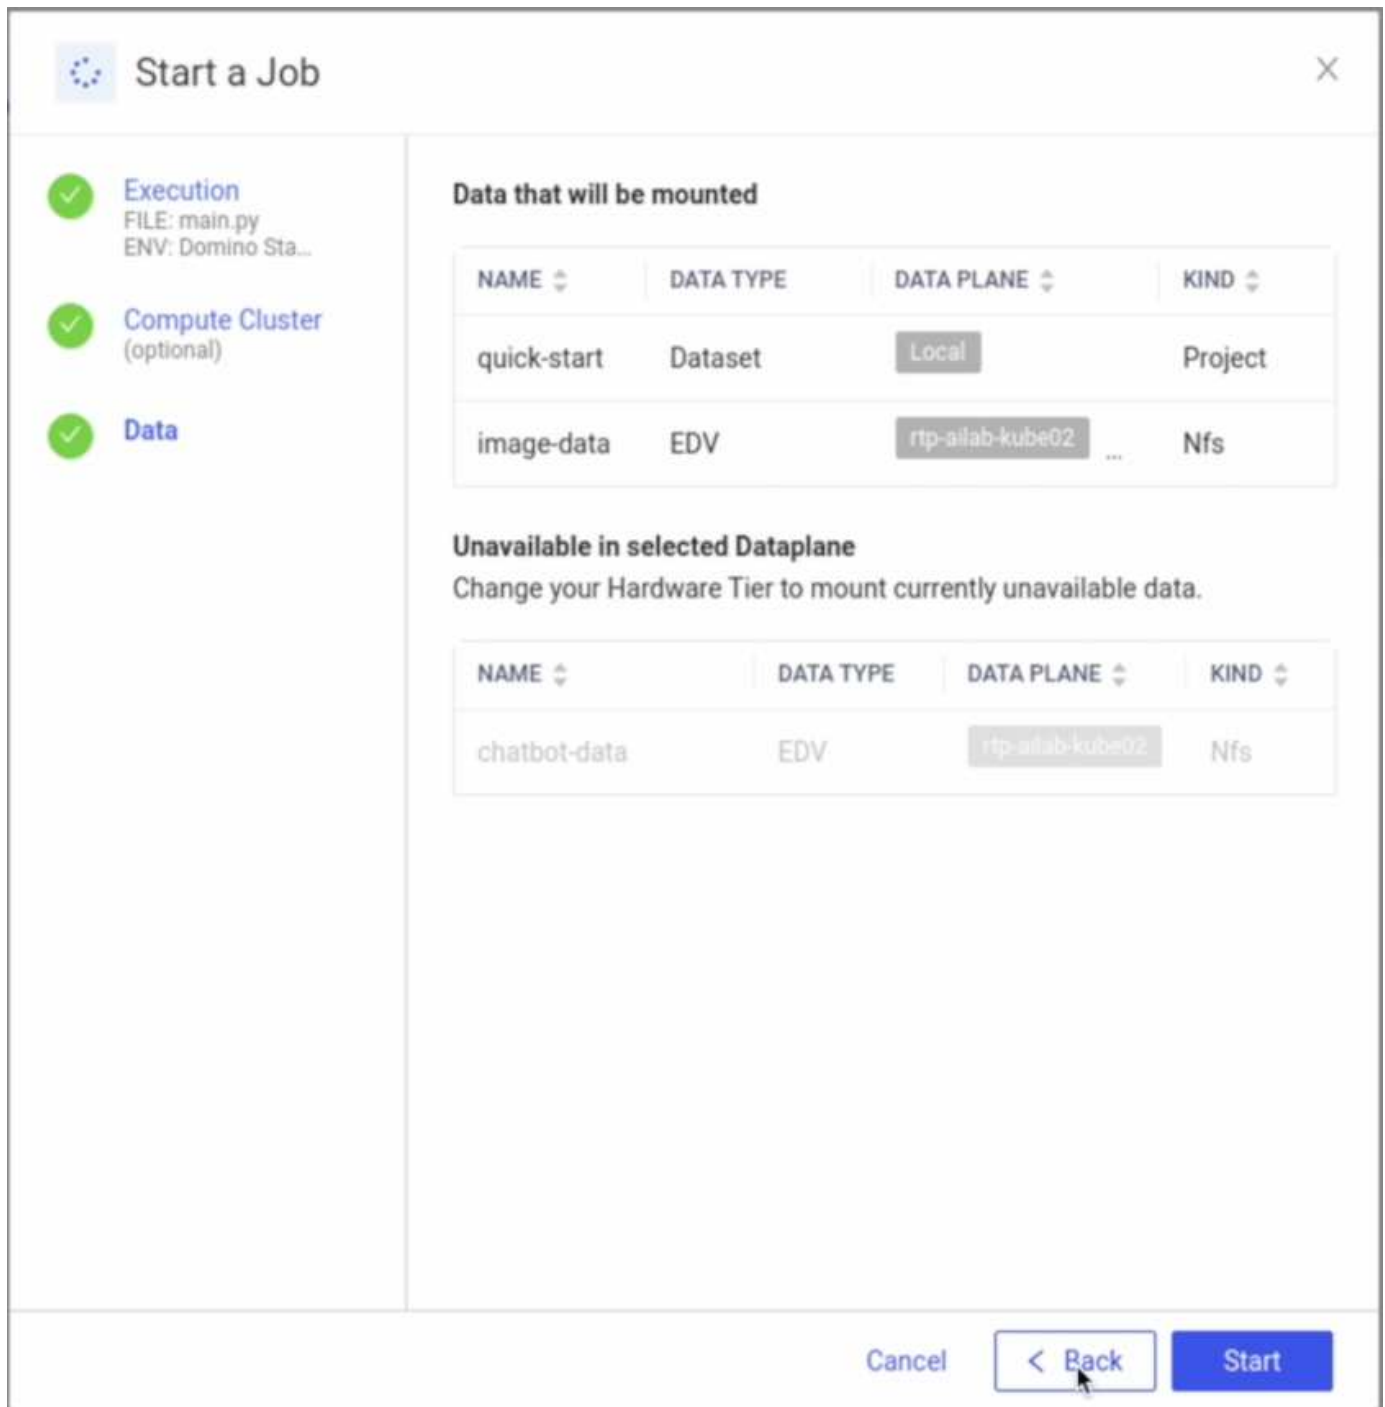 Start a Job
Execution
FILE: main.py
ENV: Domino Sta...
Compute Cluster
(optional)
Data
Data that will be mounted
NAME DATA TYPE DATA PLANE KIND
quick-start Dataset Local Project
image-data EDV rtp-ailab-kube02 ... Nfs
Unavailable in selected Dataplane
Change your Hardware Tier to mount currently unavailable data.
NAME DATA TYPE DATA PLANE KIND
chatbot-data EDV rtp-ailab-kube02 Nfs
Cancel < Back Start